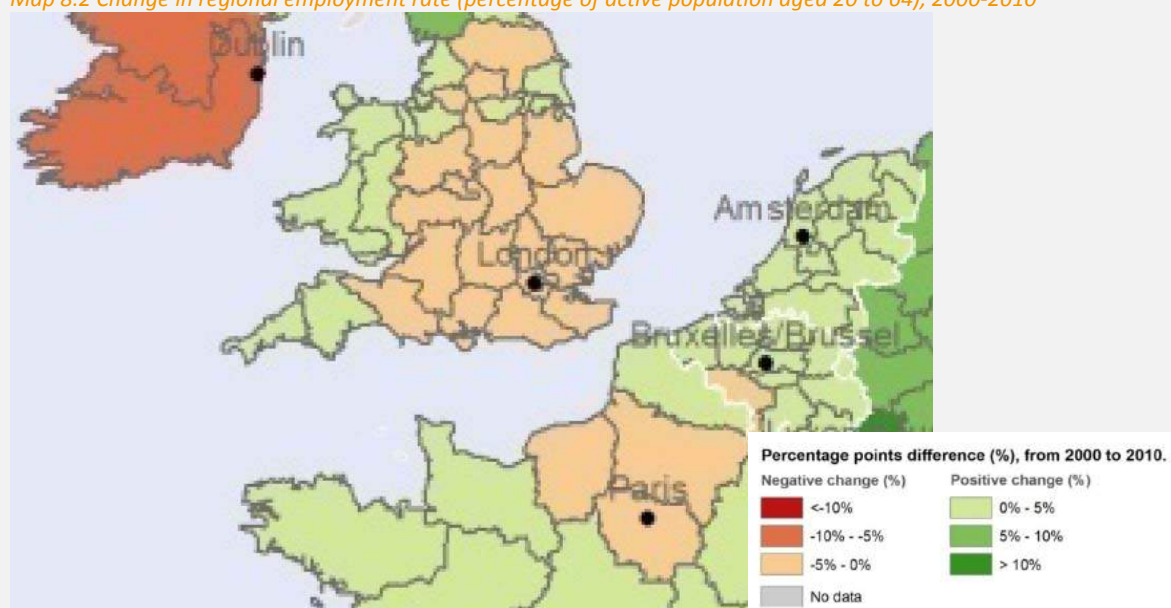 Map 8.2 Change in regional employment rate (percentage of active population aged 20 to 64), 2000-2010
Dublin
Amsterdam
London
Bruxelles/Brussel
Paris
Percentage points difference (%), from 2000 to 2010.
Negative change (%)
Positive change (%)
<-10%
0% - 5%
-10% - -5%
5% - 10%
-5% - 0%
> 10%
No data